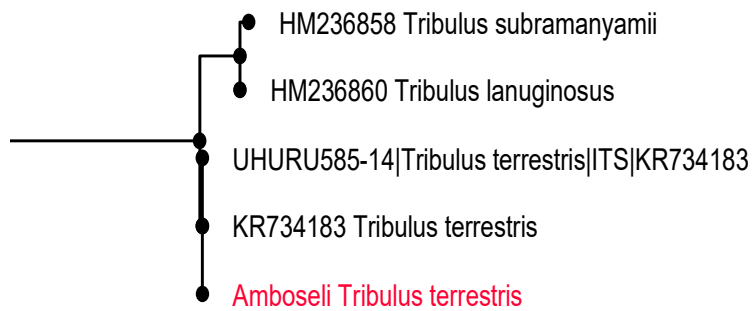 HM236858 Tribulus subramanyamii
HM236860 Tribulus lanuginosus
UHURU585-14|Tribulus terrestris|ITS|KR734183
KR734183 Tribulus terrestris
Amboseli Tribulus terrestris